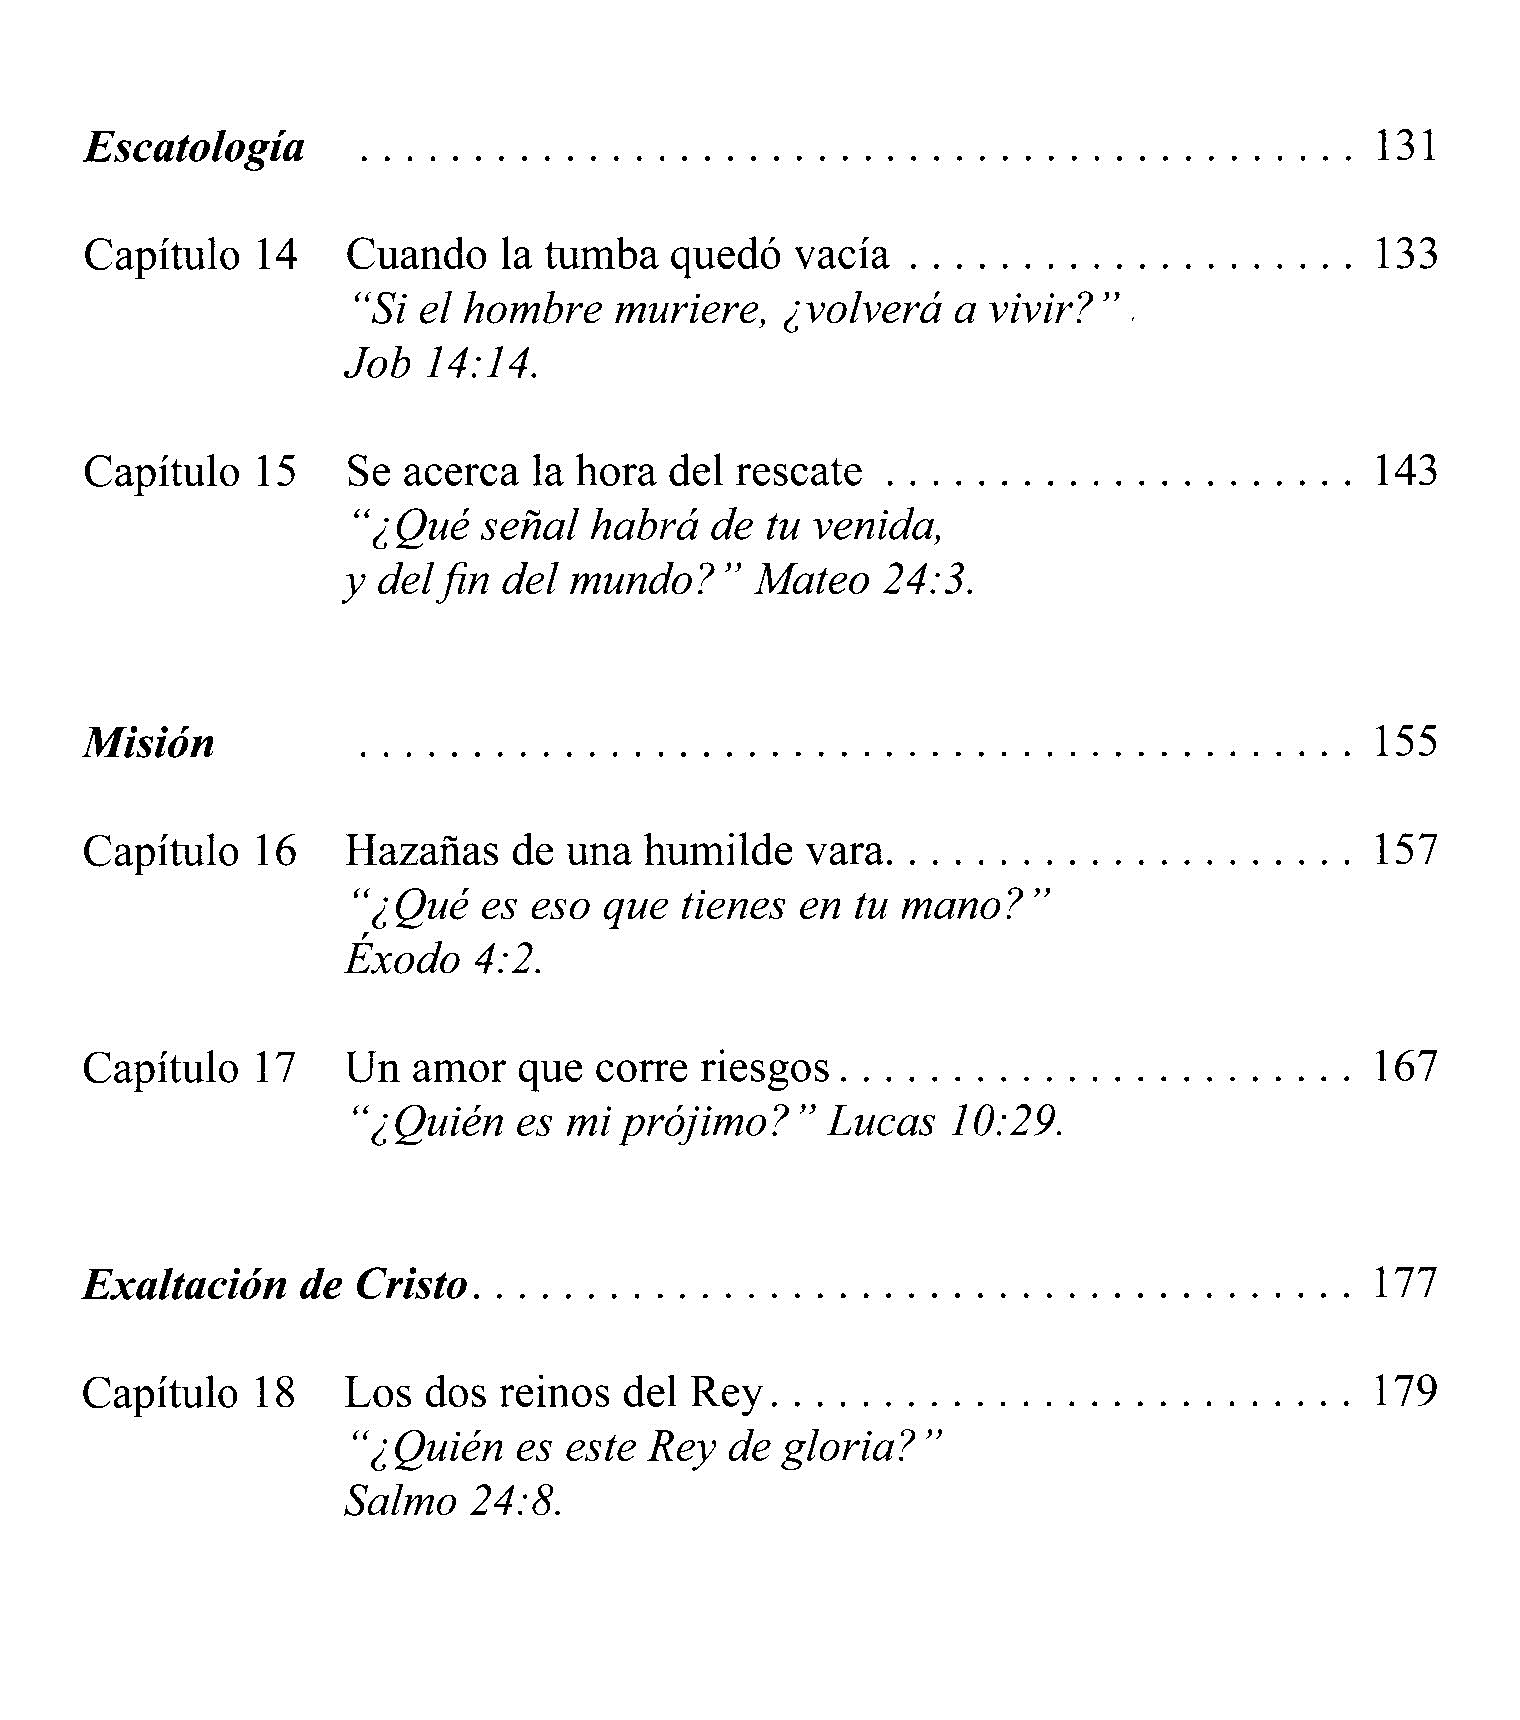 Escatología . . . . . . . . . . . . . . . . . . . . . . . . . . . . . . . . . . . . . . . . . . . . 131
Capítulo 14 Cuando la tumba quedó vacía . . . . . . . . . . . . . . . . . . . . 133
“Si el hombre muriere, ¿volverá a vivir?”
Job 14:14.
Capítulo 15 Se acerca la hora del rescate . . . . . . . . . . . . . . . . . . . . . 143
“¿Qué señal habrá de tu venida,
y del fin del mundo?” Mateo 24:3.
Misión . . . . . . . . . . . . . . . . . . . . . . . . . . . . . . . . . . . . . . . . . . . . 155
Capítulo 16 Hazañas de una humilde vara. . . . . . . . . . . . . . . . . . . . . 157
“¿Qué es eso que tienes en tu mano?”
Éxodo 4:2.
Capítulo 17 Un amor que corre riesgos . . . . . . . . . . . . . . . . . . . . . . . 167
“¿Quién es mi prójimo?” Lucas 10:29.
Exaltación de Cristo . . . . . . . . . . . . . . . . . . . . . . . . . . . . . . . . . . . . . . . 177
Capítulo 18 Los dos reinos del Rey . . . . . . . . . . . . . . . . . . . . . . . . . . 179
“¿Quién es este Rey de gloria?”
Salmo 24:8.